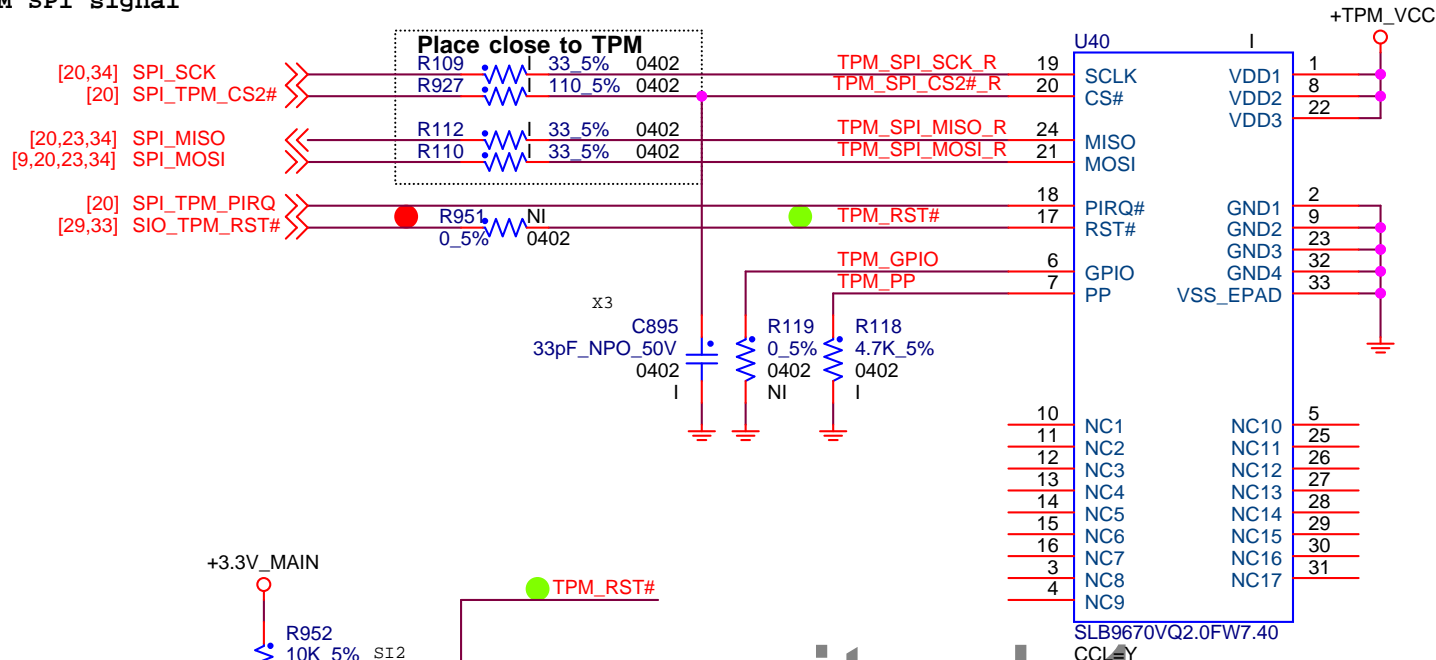 M SPI signal
+TPM_VCC
Place close to TPM
U40 I
[20,34] SPI_SCK R109 I 33_5% 0402 TPM_SPI_SCK_R 19 SCLK VDD1 1
[20] SPI_TPM_CS2# R927 I 110_5% 0402 TPM_SPI_CS2#_R 20 CS# VDD2 8
VDD3 22
[20,23,34] SPI_MISO R112 I 33_5% 0402 TPM_SPI_MISO_R 24 MISO
[9,20,23,34] SPI_MOSI R110 I 33_5% 0402 TPM_SPI_MOSI_R 21 MOSI
[20] SPI_TPM_PIRQ 18 PIRQ# GND1 2
[29,33] SIO_TPM_RST# R951 NI TPM_RST# 17 RST# GND2 9
0_5% 0402
GND3 23
TPM_GPIO 6 GPIO GND4 32
TPM_PP 7 PP VSS_EPAD 33
X3
C895 R119 R118
33pF_NPO_50V 0_5% 4.7K_5%
0402 0402 0402
I NI I
10 NC1 NC10 5
11 NC2 NC11 25
12 NC3 NC12 26
13 NC4 NC13 27
14 NC5 NC14 28
15 NC6 NC15 29
16 NC7 NC16 30
3 NC8 NC17 31
4 NC9
+3.3V_MAIN
TPM_RST#
R952
10K_5% SI2
SLB9670VQ2.0FW7.40
CCL=Y